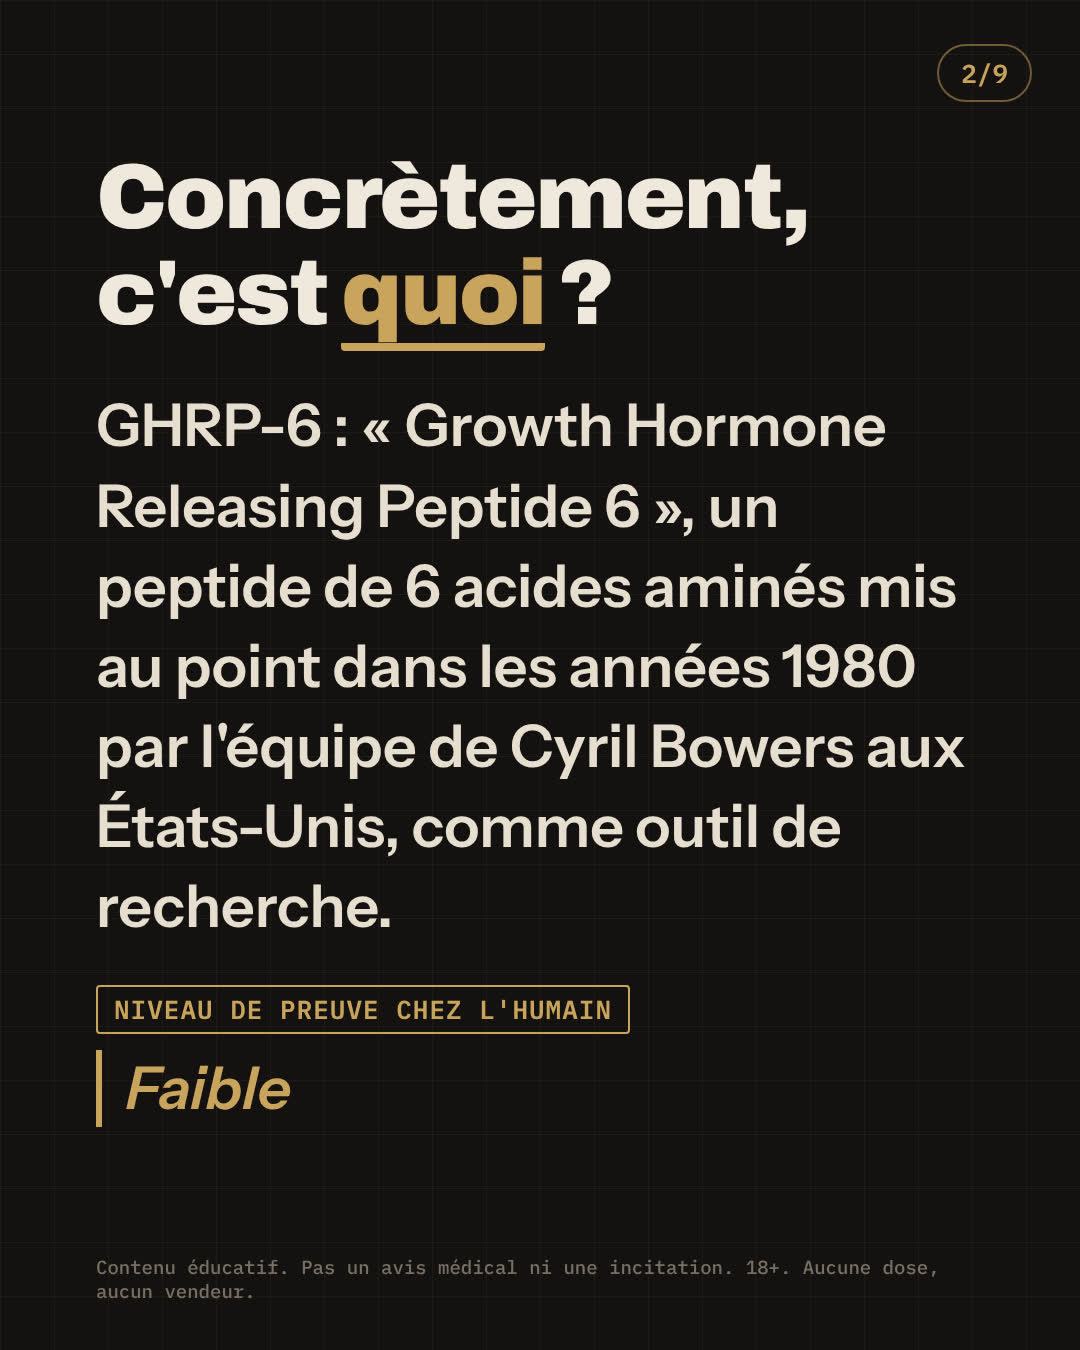 2/9
Concrètement,
c'est quoi ?
GHRP-6 : « Growth Hormone
Releasing Peptide 6 », un
peptide de 6 acides aminés mis
au point dans les années 1980
par l'équipe de Cyril Bowers aux
États-Unis, comme outil de
recherche.
NIVEAU DE PREUVE CHEZ L'HUMAIN
Faible
Contenu éducatif. Pas un avis médical ni une incitation. 18+. Aucune dose,
aucun vendeur.